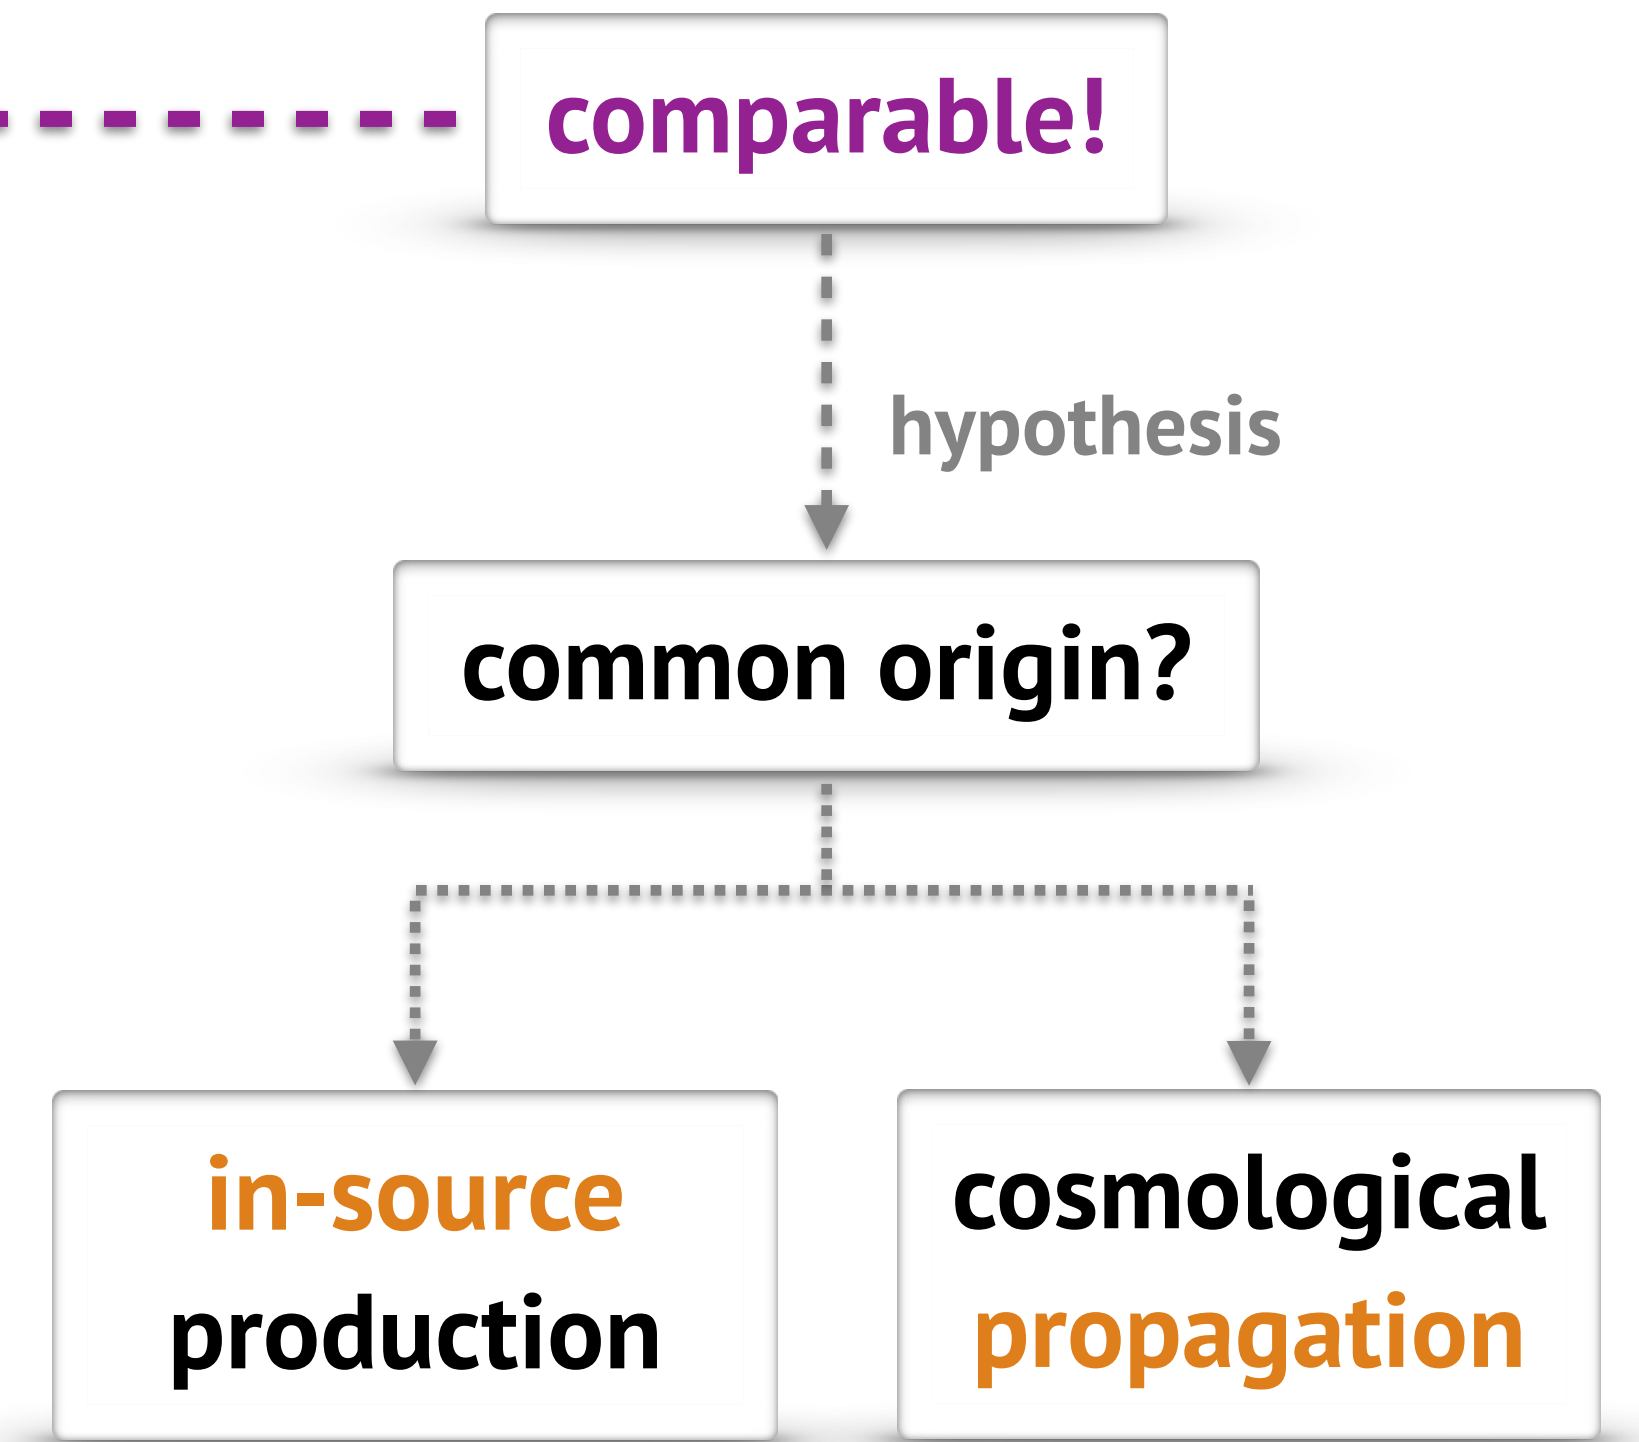 comparable!
hypothesis
common origin?
in-source
production
cosmological
propagation